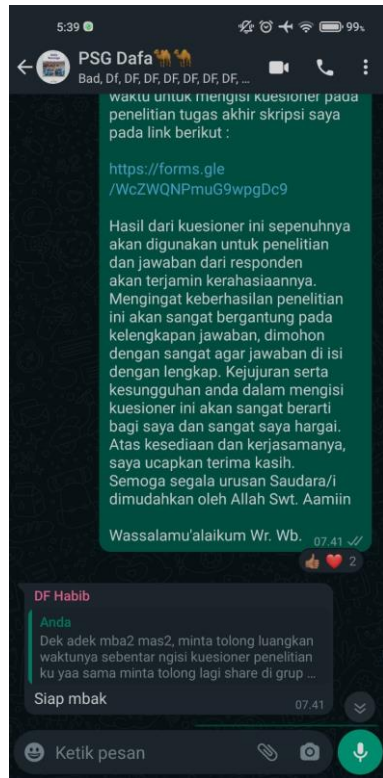 5:39
99%
PSG Dafa
Bad, Df, DF, DF, DF, DF, DF, DF, ...
waktu untuk mengisi kuesioner pada
penelitian tugas akhir skripsi saya
pada link berikut :
https://forms.gle
/WcZWQNPmuG9wpgDc9
Hasil dari kuesioner ini sepenuhnya
akan digunakan untuk penelitian
dan jawaban dari responden
akan terjamin kerahasiaannya.
Mengingat keberhasilan penelitian
ini akan sangat bergantung pada
kelengkapan jawaban, dimohon
dengan sangat agar jawaban di isi
dengan lengkap. Kejujuran serta
kesungguhan anda dalam mengisi
kuesioner ini akan sangat berarti
bagi saya dan sangat saya hargai.
Atas kesediaan dan kerjasamanya,
saya ucapkan terima kasih.
Semoga segala urusan Saudara/i
dimudahkan oleh Allah Swt. Aamiin
Wassalamu'alaikum Wr. Wb.
07.41
2
DF Habib
Anda
Dek adek mba2 mas2, minta tolong luangkan
waktunya sebentar ngisi kuesioner penelitian
ku yaa sama minta tolong lagi share di grup ...
Siap mbak
07.41
Ketik pesan